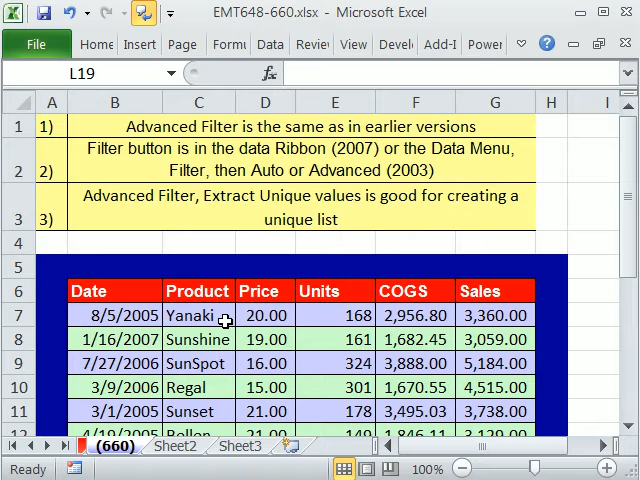 EMT648-660.xlsx - Microsoft Excel
File Home Insert Page Formu Data Review View Develo Add-I Power
L19 fx
A B C D E F G H I
1 1) Advanced Filter is the same as in earlier versions
Filter button is in the data Ribbon (2007) or the Data Menu,
2 2) Filter, then Auto or Advanced (2003)
Advanced Filter, Extract Unique values is good for creating a
3 3) unique list
4
5
6 Date Product Price Units COGS Sales
7 8/5/2005 Yanaki 20.00 168 2,956.80 3,360.00
8 1/16/2007 Sunshine 19.00 161 1,682.45 3,059.00
9 7/27/2006 SunSpot 16.00 324 3,888.00 5,184.00
10 3/9/2006 Regal 15.00 301 1,670.55 4,515.00
11 3/1/2005 Sunset 21.00 178 3,495.03 3,738.00
12 4/19/2005 Bellen 21.00 149 1,846.11 3,129.00
(660) Sheet2 Sheet3
Ready 100%